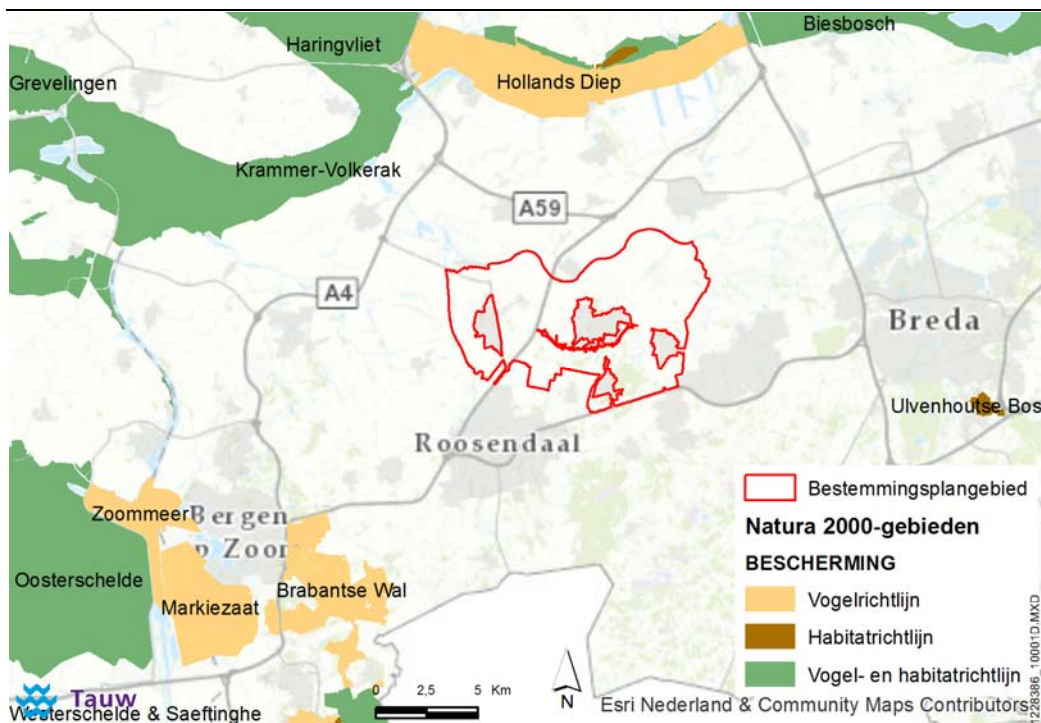 Haringvliet
Biesbosch
Grevelingen
Hollands Diep
Krammer-Volkerak
A59
A4
Breda
Ulvenhoutse Bos
Roosendaal
Zoommeer
Bergen
p Zoom
Oosterschelde
Markiezaat
Brabantse Wal
Bestemmingsplangebied
Natura 2000-gebieden
BESCHERMING
Vogelrichtlijn
Habitatrichtlijn
Vogel- en habitatrichtlijn
Tauw
Westerschelde & Saeftinghe
0 2,5 5 Km
N
Esri Nederland & Community Maps Contributors
1228386_10001D.MXD